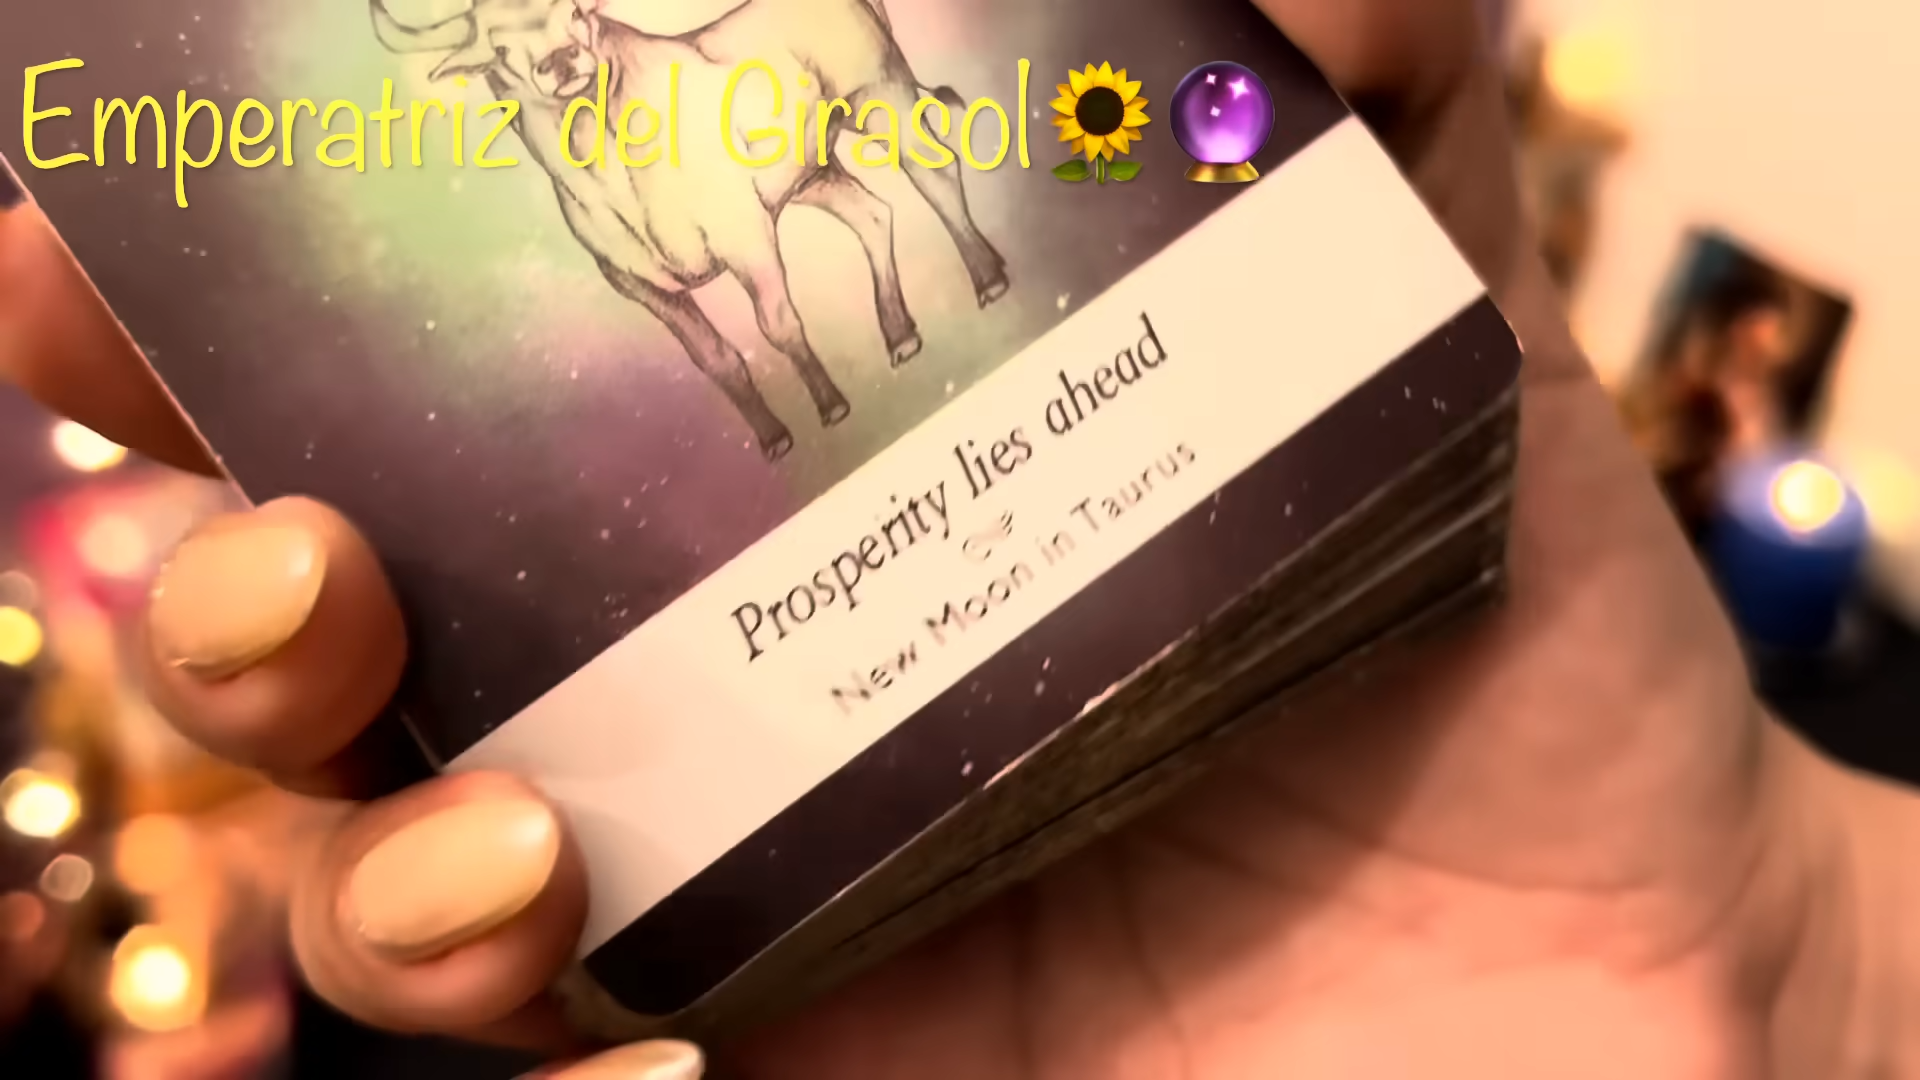 Emperatriz del Girasol🌻🔮
Prosperity lies ahead
New Moon in Taurus